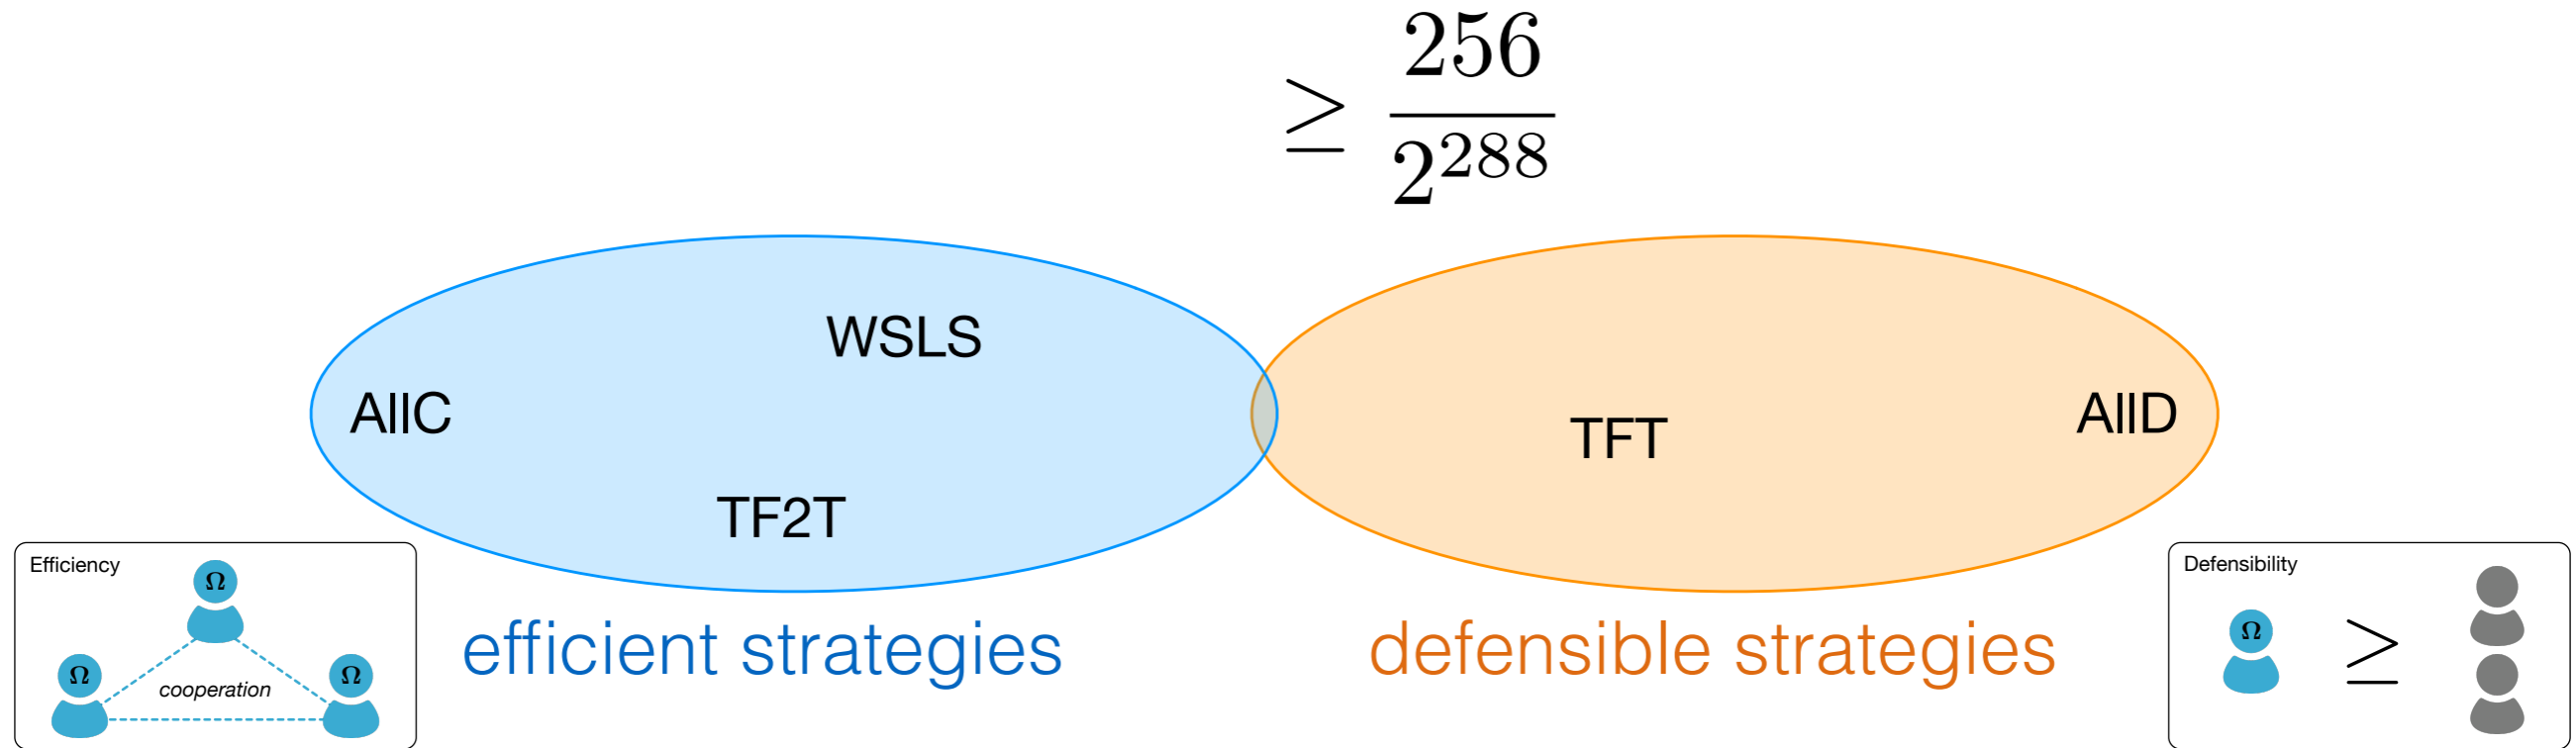 ≥ 256
2^288
WSLS
AllC
TFT
AllD
TF2T
Efficiency
Ω
Ω
Ω
cooperation
efficient strategies
defensible strategies
Defensibility
Ω
≥